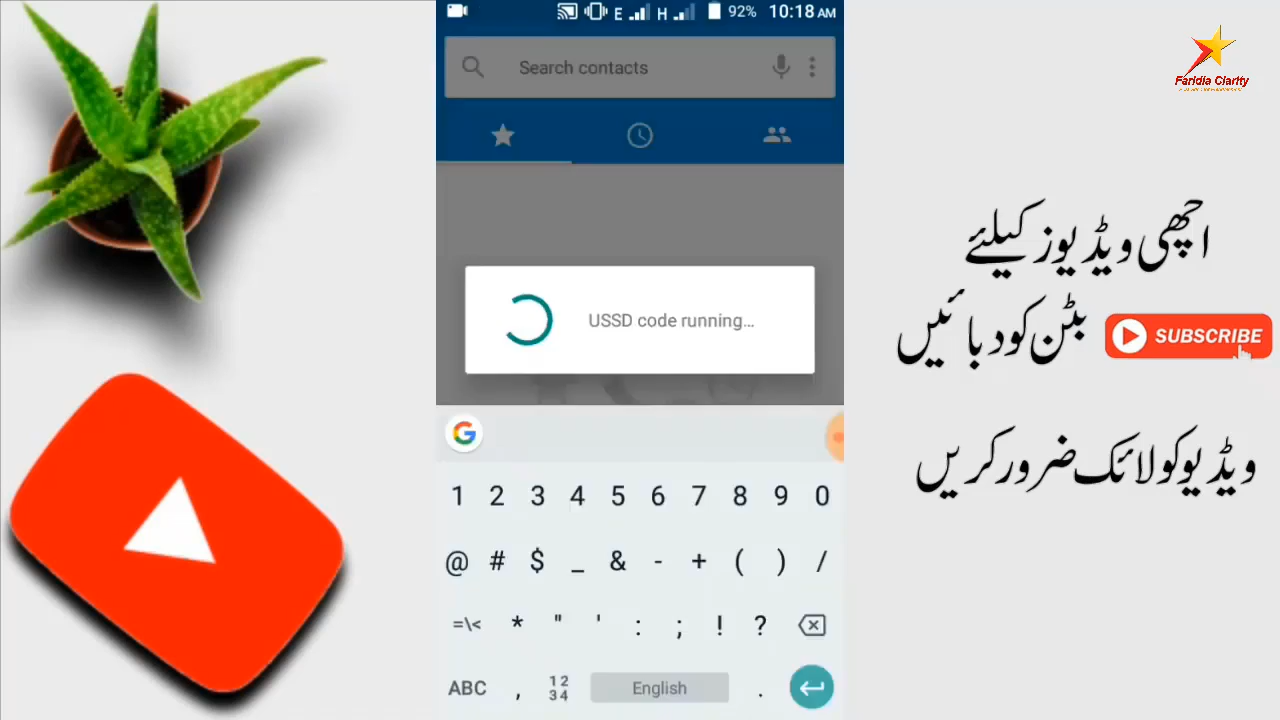 E H 92% 10:18 AM
Search contacts
USSD code running...
1 2 3 4 5 6 7 8 9 0
@ # $ _ & - + ( ) /
=\< * " ' : ; ! ?
ABC , 12 34 English .
Faridia Clarity
اچھی ویڈیوز کیلئے
بٹن کو دبائیں SUBSCRIBE
ویڈیو کو لائک ضرور کریں